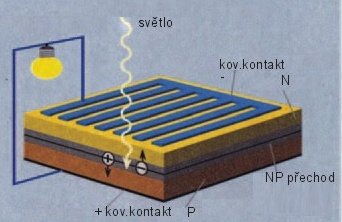 světlo
kov.kontakt
-
N
NP přechod
+
-
+kov.kontakt
P